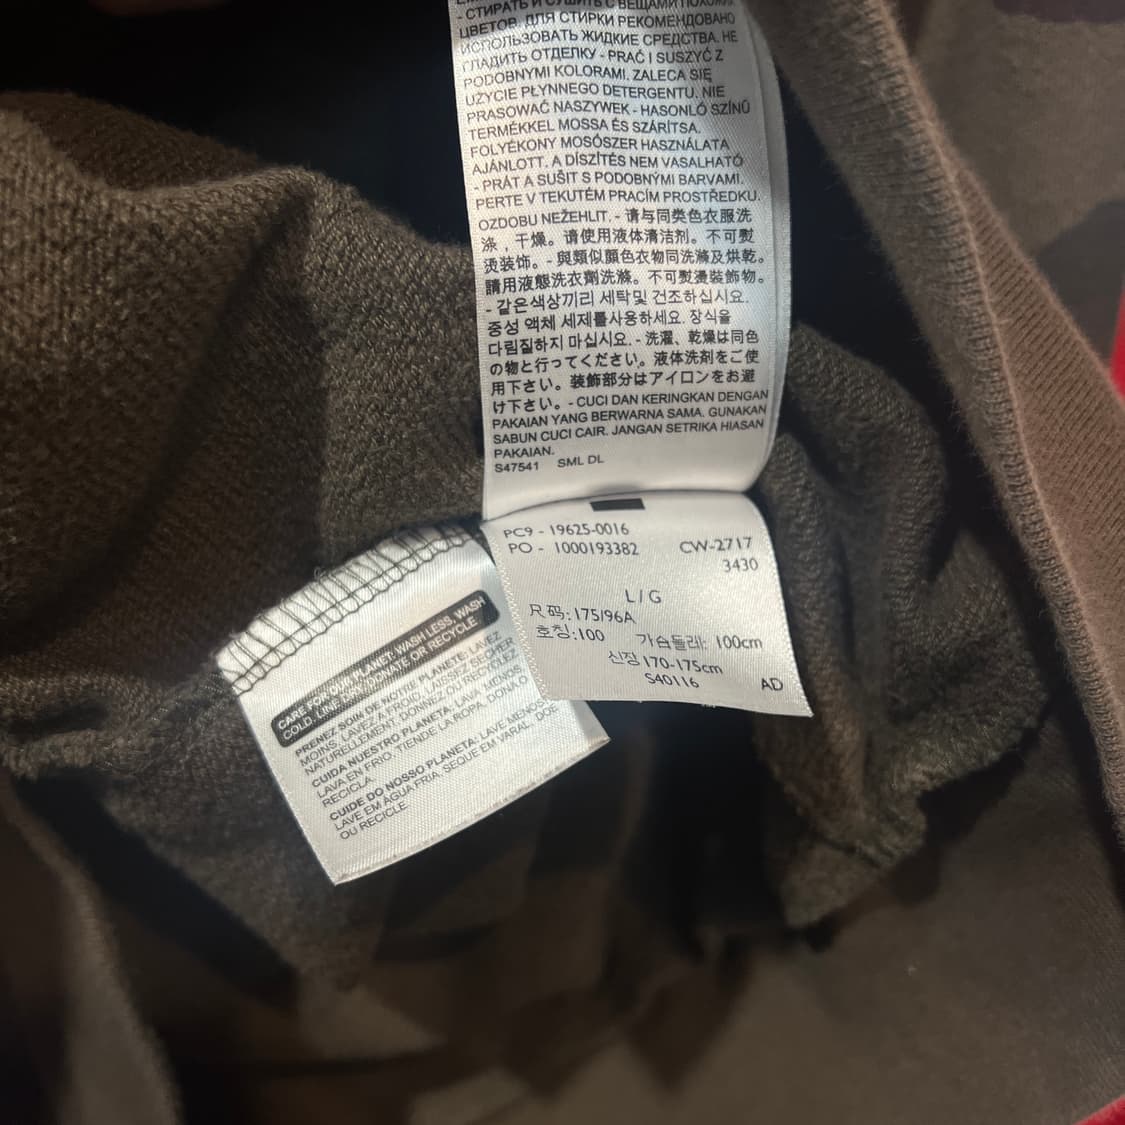 - СТИРАТЬ И СУШИТЬ С ВЕЩАМИ ПОХОЖИХ
ЦВЕТОВ. ДЛЯ СТИРКИ РЕКОМЕНДОВАНО
ИСПОЛЬЗОВАТЬ ЖИДКИЕ СРЕДСТВА. НЕ
ГЛАДИТЬ ОТДЕЛКУ - PRAĆ I SUSZYĆ Z
PODOBNYMI KOLORAMI. ZALECA SIĘ
UŻYCIE PŁYNNEGO DETERGENTU. NIE
PRASOWAĆ NASZYWEK - HASONLÓ SZÍNŰ
TERMÉKKEL MOSSA ÉS SZÁRÍTSA.
FOLYÉKONY MOSÓSZER HASZNÁLATA
AJÁNLOTT. A DÍSZÍTÉS NEM VASALHATÓ
- PRÁT A SUŠIT S PODOBNÝMI BARVAMI.
PERTE V TEKUTÉM PRACÍM PROSTŘEDKU.
OZDOBU NEŽEHLIT. - 请与同类色衣服洗
涤，干燥。请使用液体清洁剂。不可熨
烫装饰。- 與類似顏色衣物同洗滌及烘乾。
請用液態洗衣劑洗滌。不可熨燙裝飾物。
- 같은색상끼리 세탁및 건조하십시요.
중성 액체 세제를사용하세요. 장식을
다림질하지 마십시요. - 洗濯、乾燥は同色
の物と行ってください。液体洗剤をご使
用下さい。装飾部分はアイロンをお避
け下さい。- CUCI DAN KERINGKAN DENGAN
PAKAIAN YANG BERWARNA SAMA. GUNAKAN
SABUN CUCI CAIR. JANGAN SETRIKA HIASAN
PAKAIAN.
S47541 SML DL
PC9 - 19625-0016
PO - 1000193382 CW-2717
3430
L/G
尺码: 175/96A
호칭: 100 가슴둘레: 100cm
신장 170-175cm
S40116 AD
CARE FOR OUR PLANET: WASH LESS, WASH
COLD, LINE DRY, DONATE OR RECYCLE.
PRENEZ SOIN DE NOTRE PLANÈTE: LAVEZ
MOINS, LAVEZ À FROID, LAISSEZ SÉCHER
NATURELLEMENT, DONNEZ OU RECYCLEZ.
CUIDA NUESTRO PLANETA: LAVA MENOS,
LAVA EN FRÍO, TIENDE LA ROPA, DONA O
RECICLA.
CUIDE DO NOSSO PLANETA: LAVE MENOS,
LAVE EM ÁGUA FRIA, SEQUE EM VARAL, DOE
OU RECICLE.